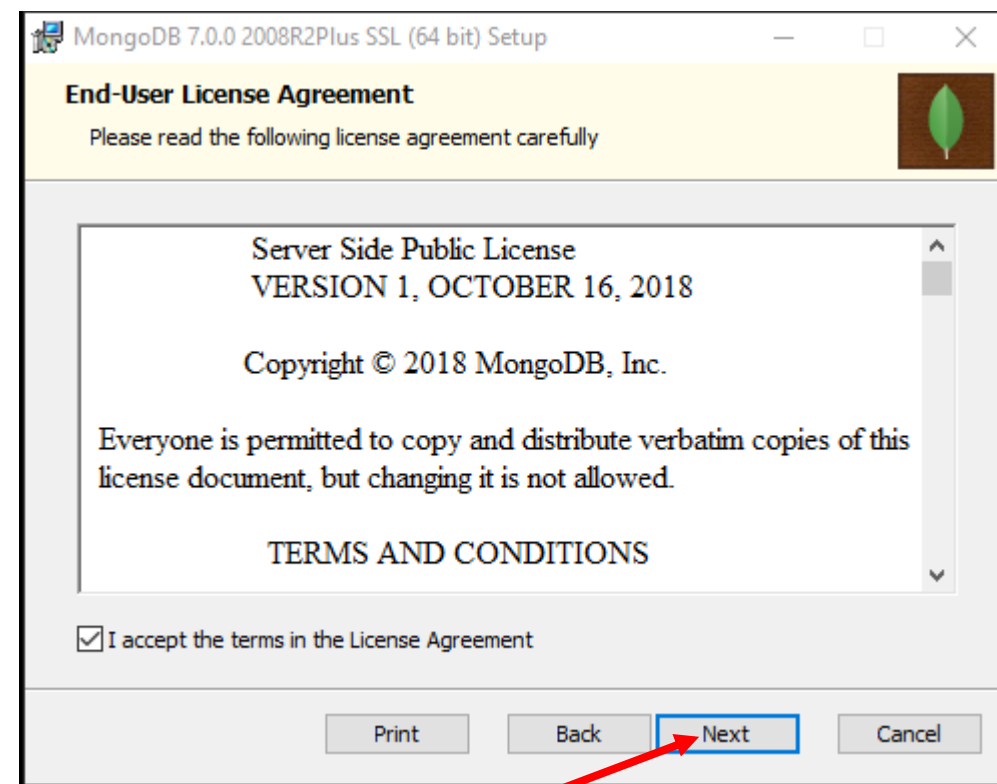 MongoDB 7.0.0 2008R2Plus SSL (64 bit) Setup
End-User License Agreement
Please read the following license agreement carefully
Server Side Public License
VERSION 1, OCTOBER 16, 2018
Copyright © 2018 MongoDB, Inc.
Everyone is permitted to copy and distribute verbatim copies of this
license document, but changing it is not allowed.
TERMS AND CONDITIONS
I accept the terms in the License Agreement
Print Back Next Cancel